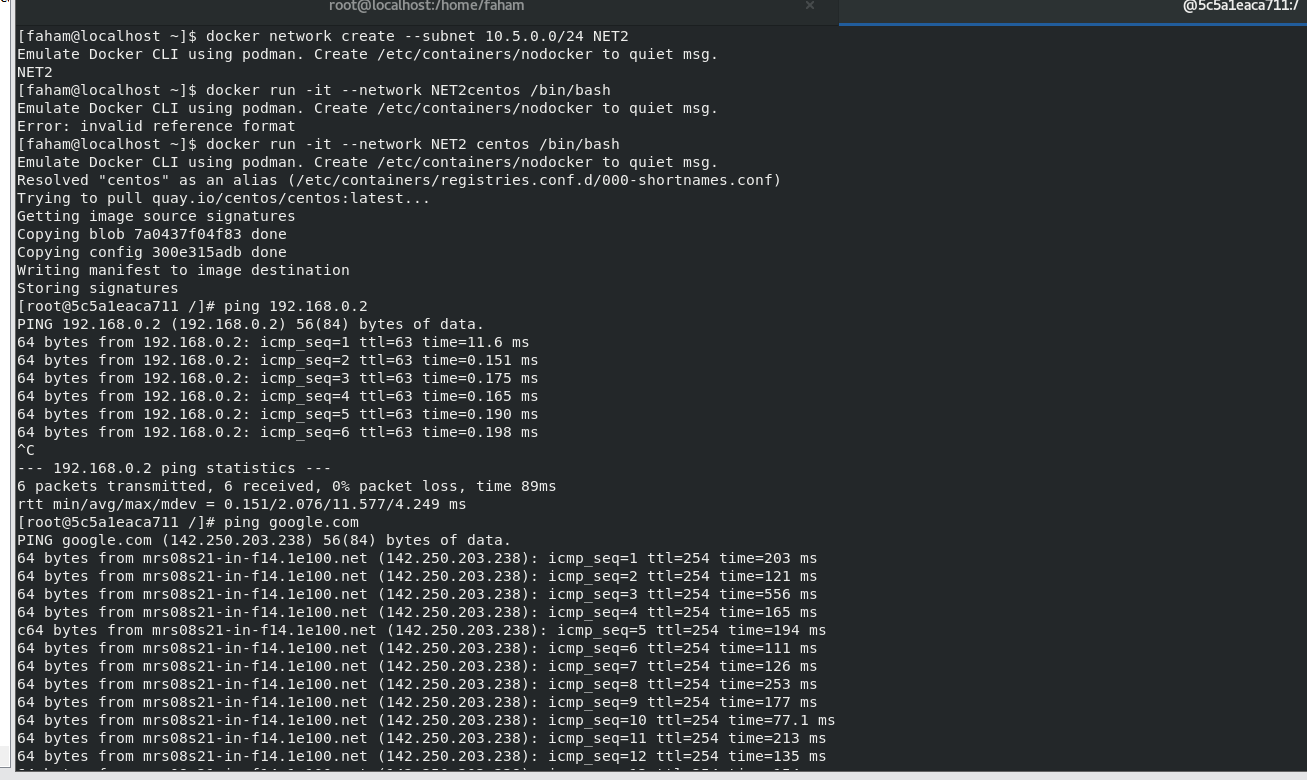 root@localhost:/home/faham × @5c5a1eaca711:/
[faham@localhost ~]$ docker network create --subnet 10.5.0.0/24 NET2
Emulate Docker CLI using podman. Create /etc/containers/nodocker to quiet msg.
NET2
[faham@localhost ~]$ docker run -it --network NET2centos /bin/bash
Emulate Docker CLI using podman. Create /etc/containers/nodocker to quiet msg.
Error: invalid reference format
[faham@localhost ~]$ docker run -it --network NET2 centos /bin/bash
Emulate Docker CLI using podman. Create /etc/containers/nodocker to quiet msg.
Resolved "centos" as an alias (/etc/containers/registries.conf.d/000-shortnames.conf)
Trying to pull quay.io/centos/centos:latest...
Getting image source signatures
Copying blob 7a0437f04f83 done
Copying config 300e315adb done
Writing manifest to image destination
Storing signatures
[root@5c5a1eaca711 /]# ping 192.168.0.2
PING 192.168.0.2 (192.168.0.2) 56(84) bytes of data.
64 bytes from 192.168.0.2: icmp_seq=1 ttl=63 time=11.6 ms
64 bytes from 192.168.0.2: icmp_seq=2 ttl=63 time=0.151 ms
64 bytes from 192.168.0.2: icmp_seq=3 ttl=63 time=0.175 ms
64 bytes from 192.168.0.2: icmp_seq=4 ttl=63 time=0.165 ms
64 bytes from 192.168.0.2: icmp_seq=5 ttl=63 time=0.190 ms
64 bytes from 192.168.0.2: icmp_seq=6 ttl=63 time=0.198 ms
^C
--- 192.168.0.2 ping statistics ---
6 packets transmitted, 6 received, 0% packet loss, time 89ms
rtt min/avg/max/mdev = 0.151/2.076/11.577/4.249 ms
[root@5c5a1eaca711 /]# ping google.com
PING google.com (142.250.203.238) 56(84) bytes of data.
64 bytes from mrs08s21-in-f14.1e100.net (142.250.203.238): icmp_seq=1 ttl=254 time=203 ms
64 bytes from mrs08s21-in-f14.1e100.net (142.250.203.238): icmp_seq=2 ttl=254 time=121 ms
64 bytes from mrs08s21-in-f14.1e100.net (142.250.203.238): icmp_seq=3 ttl=254 time=556 ms
64 bytes from mrs08s21-in-f14.1e100.net (142.250.203.238): icmp_seq=4 ttl=254 time=165 ms
c64 bytes from mrs08s21-in-f14.1e100.net (142.250.203.238): icmp_seq=5 ttl=254 time=194 ms
64 bytes from mrs08s21-in-f14.1e100.net (142.250.203.238): icmp_seq=6 ttl=254 time=111 ms
64 bytes from mrs08s21-in-f14.1e100.net (142.250.203.238): icmp_seq=7 ttl=254 time=126 ms
64 bytes from mrs08s21-in-f14.1e100.net (142.250.203.238): icmp_seq=8 ttl=254 time=253 ms
64 bytes from mrs08s21-in-f14.1e100.net (142.250.203.238): icmp_seq=9 ttl=254 time=177 ms
64 bytes from mrs08s21-in-f14.1e100.net (142.250.203.238): icmp_seq=10 ttl=254 time=77.1 ms
64 bytes from mrs08s21-in-f14.1e100.net (142.250.203.238): icmp_seq=11 ttl=254 time=213 ms
64 bytes from mrs08s21-in-f14.1e100.net (142.250.203.238): icmp_seq=12 ttl=254 time=135 ms